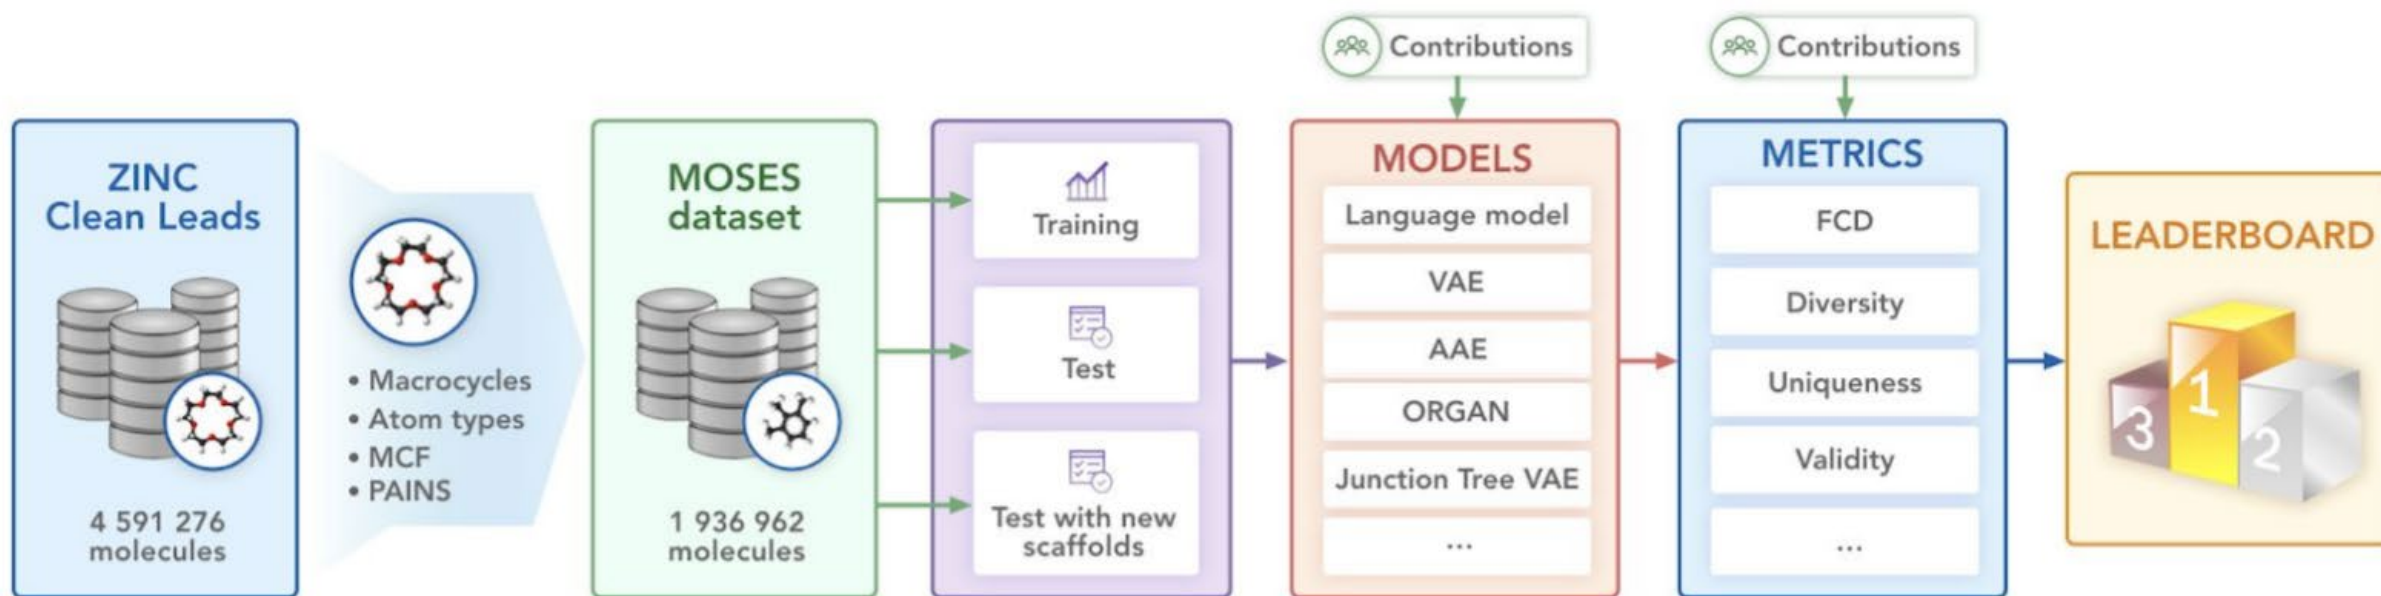 ZINC
Clean Leads
4 591 276
molecules
• Macrocycles
• Atom types
• MCF
• PAINS
MOSES
dataset
1 936 962
molecules
Training
Test
Test with new
scaffolds
Contributions
MODELS
Language model
VAE
AAE
ORGAN
Junction Tree VAE
...
Contributions
METRICS
FCD
Diversity
Uniqueness
Validity
...
LEADERBOARD
3
1
2